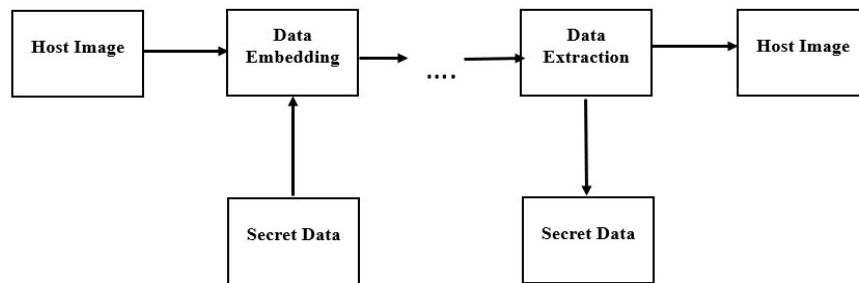 Host Image
Data
Embedding
....
Data
Extraction
Host Image
Secret Data
Secret Data